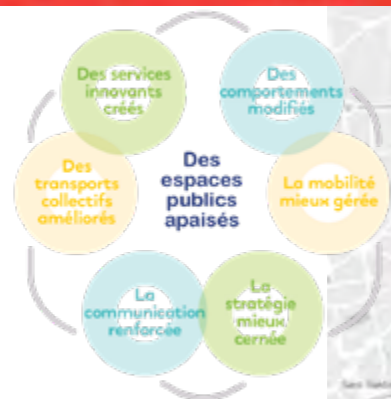 Des services
innovants
créés
Des
comportements
modifiés
Des
transports
collectifs
améliorés
Des
espaces
publics
apaisés
La mobilité
mieux gérée
La
communication
renforcée
La
stratégie
mieux
cernée